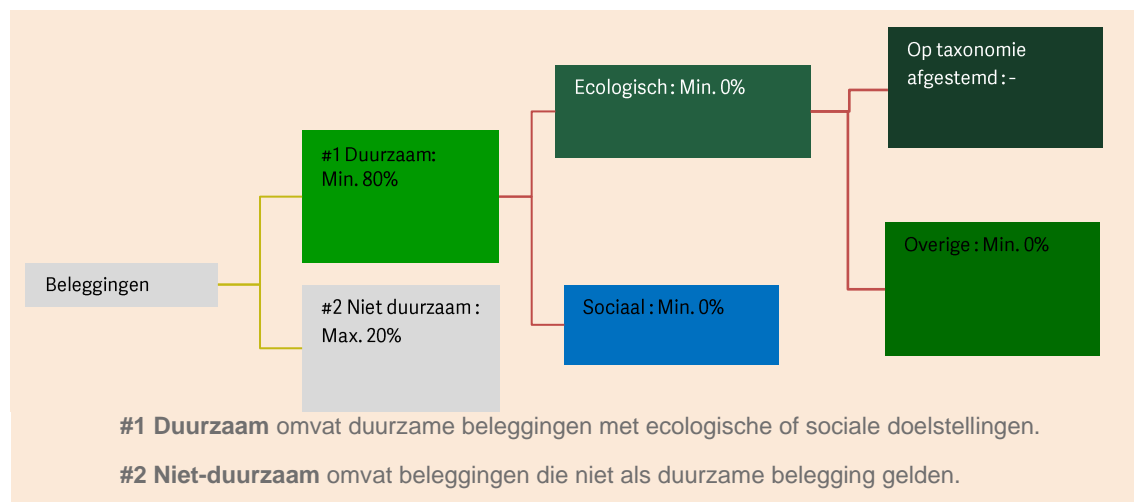 Beleggingen
#1 Duurzaam:
Min. 80%
#2 Niet duurzaam :
Max. 20%
Ecologisch : Min. 0%
Sociaal : Min. 0%
Op taxonomie
afgestemd : -
Overige : Min. 0%
#1 Duurzaam omvat duurzame beleggingen met ecologische of sociale doelstellingen.
#2 Niet-duurzaam omvat beleggingen die niet als duurzame belegging gelden.